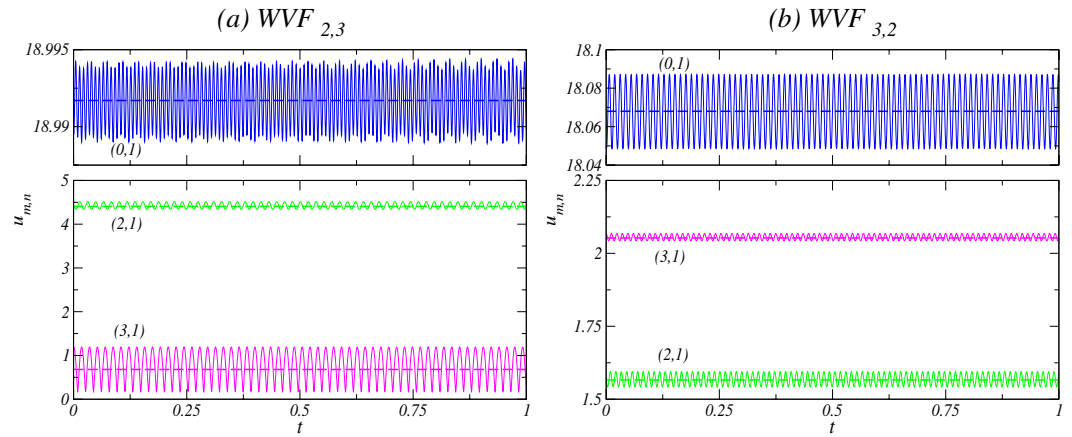 (a) WVF 2,3
18.995
18.99
(0,1)
5
4
3
2
1
0
u m,n
(2,1)
(3,1)
0 0.25 0.5 0.75 1
t
(b) WVF 3,2
18.1
18.08
18.06
18.04
(0,1)
2.25
2
1.75
1.5
u m,n
(3,1)
(2,1)
0 0.25 0.5 0.75 1
t